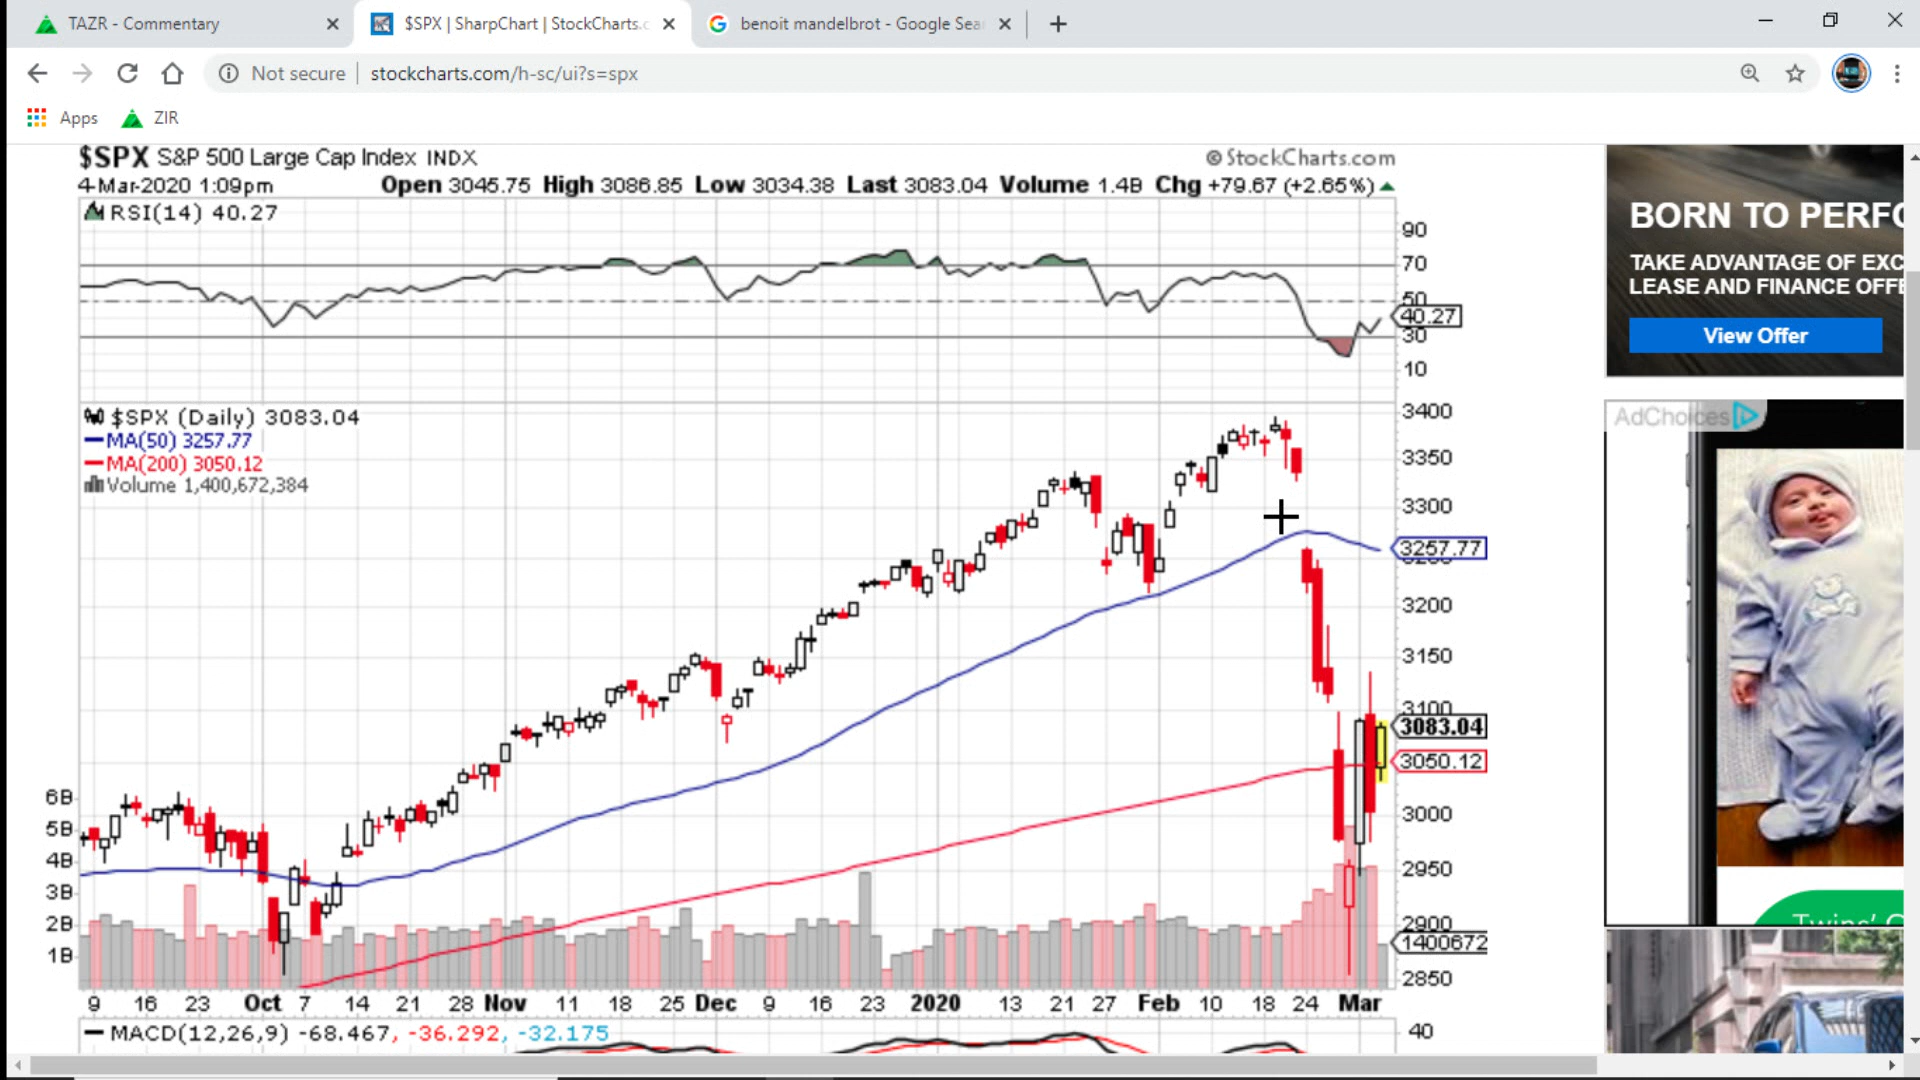 TAZR - Commentary
$SPX | SharpChart | StockCharts.c
benoit mandelbrot - Google Sea
Not secure | stockcharts.com/h-sc/ui?s=spx
Apps ZIR
$SPX S&P 500 Large Cap Index INDX
© StockCharts.com
4-Mar-2020 1:09pm
Open 3045.75 High 3086.85 Low 3034.38 Last 3083.04 Volume 1.4B Chg +79.67 (+2.65%)
RSI(14) 40.27
90
70
50
40.27
30
10
$SPX (Daily) 3083.04
MA(50) 3257.77
MA(200) 3050.12
Volume 1,400,672,384
3400
3350
3300
3257.77
3200
3150
3100
3083.04
3050.12
3000
2950
2900
1400672
2850
6B
5B
4B
3B
2B
1B
9 16 23 Oct 7 14 21 28 Nov 11 18 25 Dec 9 16 23 2020 13 21 27 Feb 10 18 24 Mar
MACD(12,26,9) -68.467, -36.292, -32.175
40
BORN TO PERFO
TAKE ADVANTAGE OF EXC
LEASE AND FINANCE OFFE
View Offer
AdChoices
Twins' C